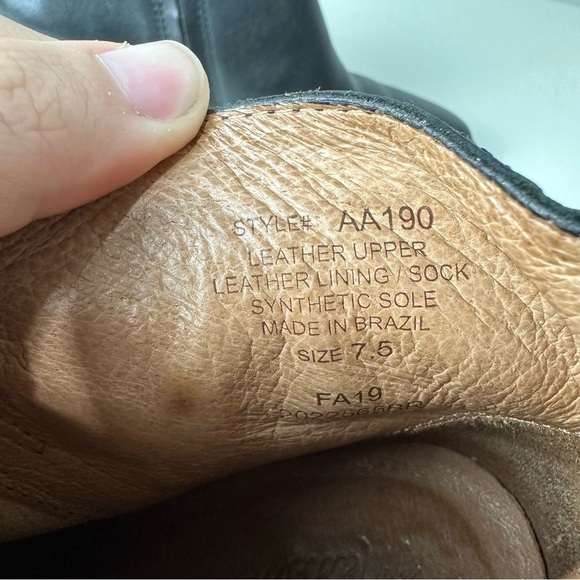 STYLE# AA190
LEATHER UPPER
LEATHER LINING / SOCK
SYNTHETIC SOLE
MADE IN BRAZIL
SIZE 7.5
FA19